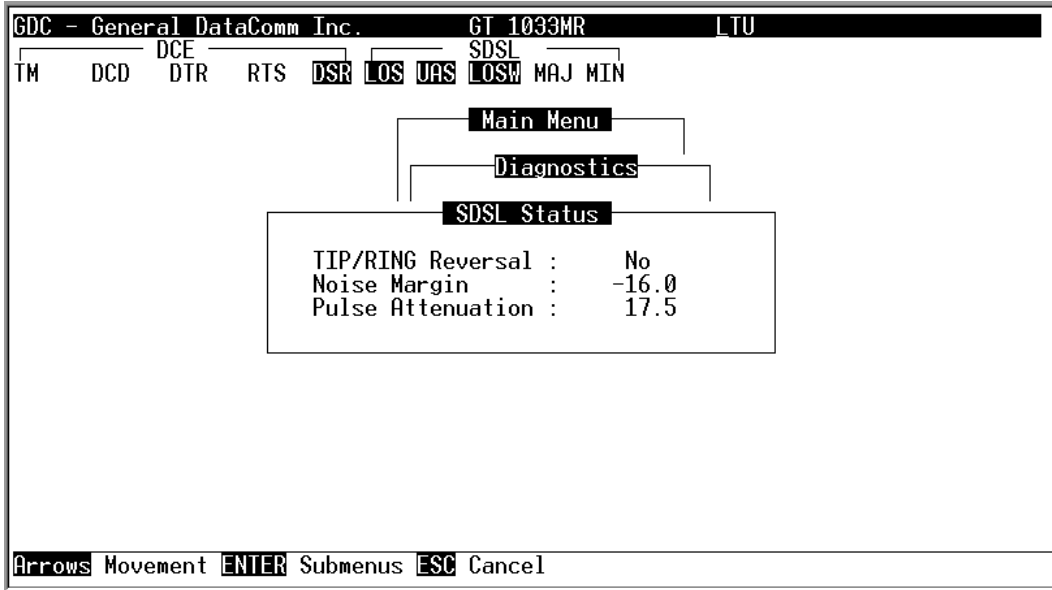 GDC - General DataComm Inc. GT 1033MR LTU
DCE SDSL
TM DCD DTR RTS DSR LOS UAS LOSW MAJ MIN
Main Menu
Diagnostics
SDSL Status
TIP/RING Reversal : No
Noise Margin : -16.0
Pulse Attenuation : 17.5
Arrows Movement ENTER Submenus ESC Cancel